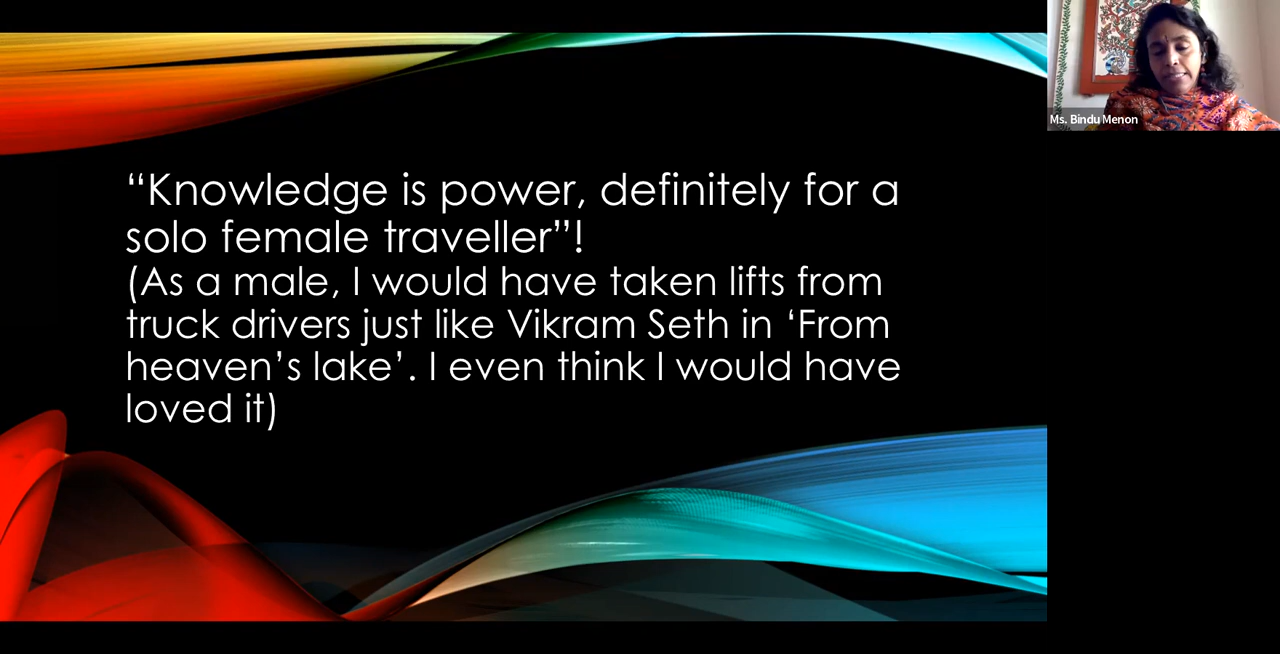 “Knowledge is power, definitely for a
solo female traveller”!
(As a male, I would have taken lifts from
truck drivers just like Vikram Seth in ‘From
heaven’s lake’. I even think I would have
loved it)
Ms. Bindu Menon